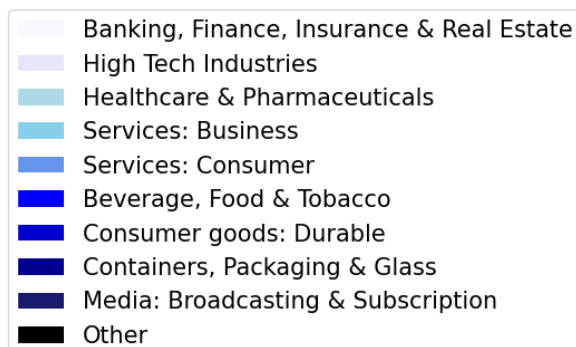 Banking, Finance, Insurance & Real Estate
High Tech Industries
Healthcare & Pharmaceuticals
Services: Business
Services: Consumer
Beverage, Food & Tobacco
Consumer goods: Durable
Containers, Packaging & Glass
Media: Broadcasting & Subscription
Other